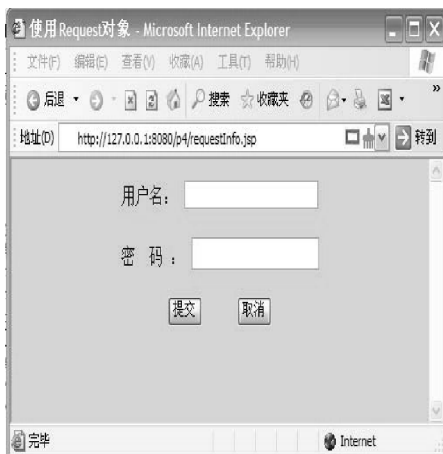 使用Request对象 - Microsoft Internet Explorer
文件(F) 编辑(E) 查看(V) 收藏(A) 工具(T) 帮助(H)
后退 搜索 收藏夹 »
地址(D) http://127.0.0.1:8080/p4/requestInfo.jsp 转到
用户名：
密 码 ：
提交 取消
完毕 Internet